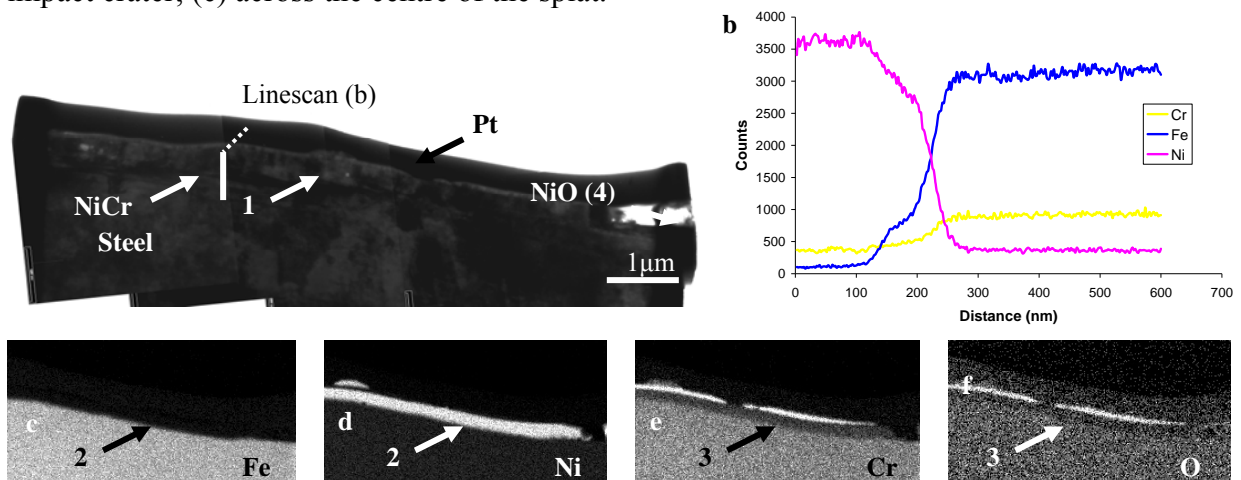 impact crater; (c) across the centre of the splat.
Linescan (b)
Pt
NiCr
Steel
1
NiO (4)
1μm
b
4000
3500
3000
2500
2000
1500
1000
500
0
Counts
0 100 200 300 400 500 600 700
Distance (nm)
Cr
Fe
Ni
c
2
Fe
d
2
Ni
e
3
Cr
f
3
O